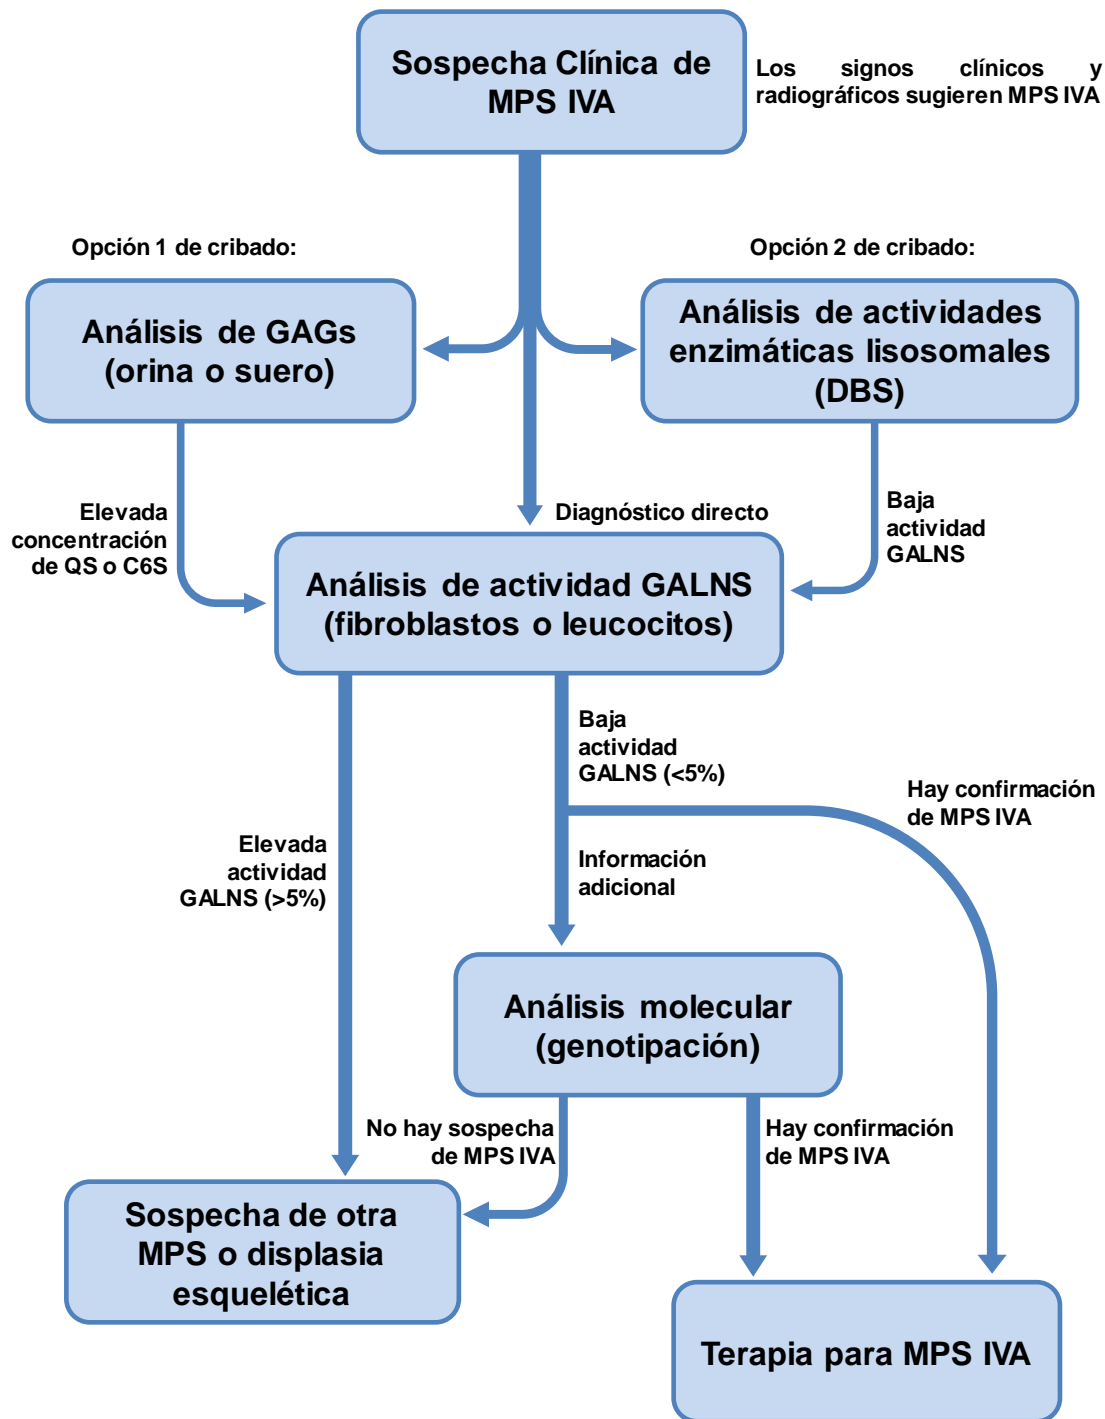 Sospecha Clínica de
MPS IVA
Los signos clínicos y
radiográficos sugieren MPS IVA
Opción 1 de cribado:
Opción 2 de cribado:
Análisis de GAGs
(orina o suero)
Análisis de actividades
enzimáticas lisosomales
(DBS)
Elevada
concentración
de QS o C6S
Diagnóstico directo
Baja
actividad
GALNS
Análisis de actividad GALNS
(fibroblastos o leucocitos)
Baja
actividad
GALNS (<5%)
Elevada
actividad
GALNS (>5%)
Hay confirmación
de MPS IVA
Información
adicional
Análisis molecular
(genotipación)
No hay sospecha
de MPS IVA
Hay confirmación
de MPS IVA
Sospecha de otra
MPS o displasia
esquelética
Terapia para MPS IVA